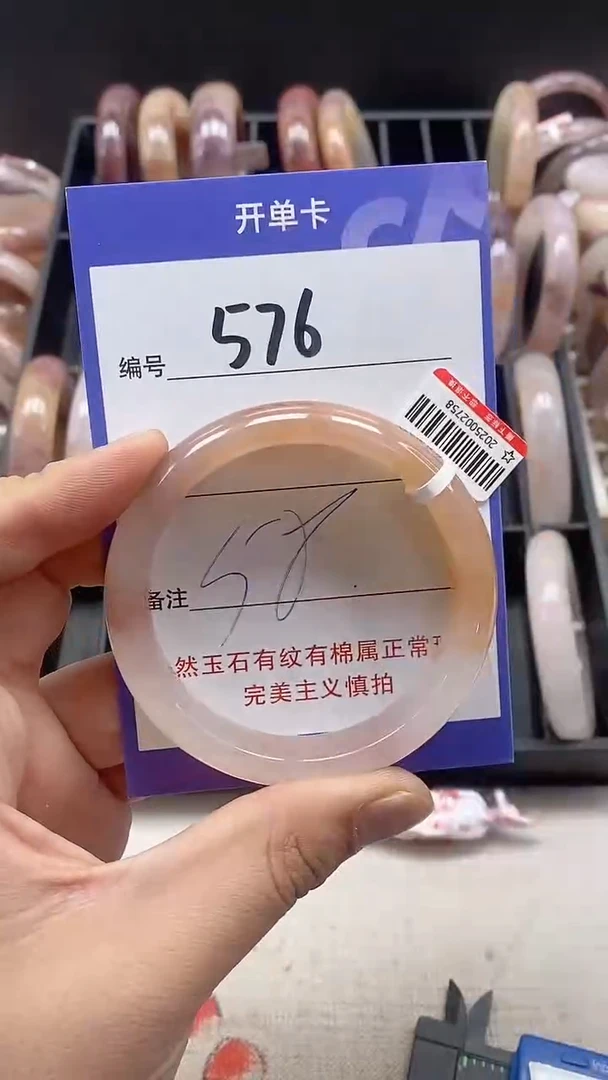 开单卡
编号 576
58
备注
然玉石有纹有棉属正常
完美主义慎拍
2025002758